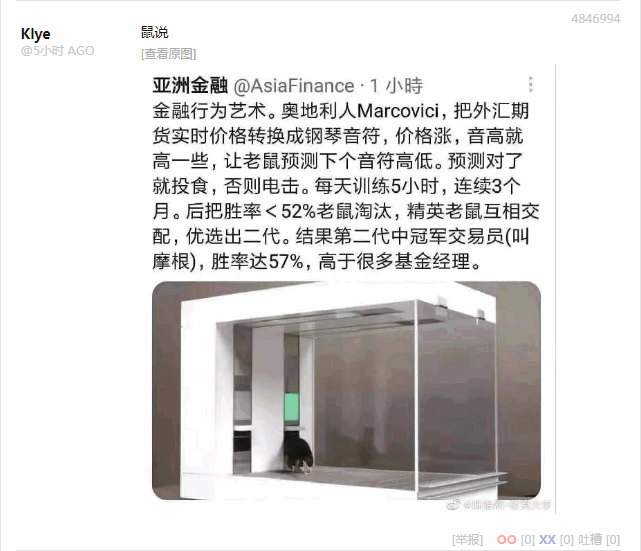 4846994
Klye
鼠说
@5小时 AGO
[查看原图]
亚洲金融 @AsiaFinance · 1 小時
金融行为艺术。奥地利人Marcovici，把外汇期
货实时价格转换成钢琴音符，价格涨，音高就
高一些，让老鼠预测下个音符高低。预测对了
就投食，否则电击。每天训练5小时，连续3个
月。后把胜率＜52%老鼠淘汰，精英老鼠互相交
配，优选出二代。结果第二代中冠军交易员(叫
摩根)，胜率达57%，高于很多基金经理。
[举报] OO [0] XX [0] 吐槽 [0]